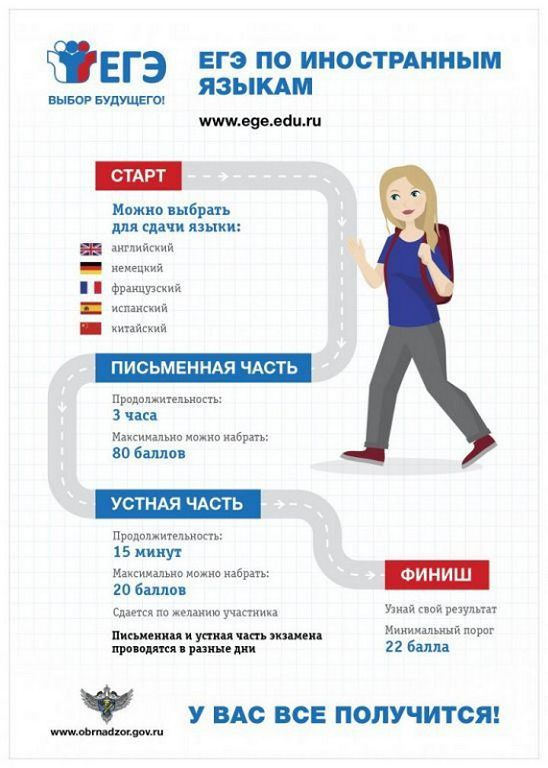 ЕГЭ
ВЫБОР БУДУЩЕГО!
ЕГЭ ПО ИНОСТРАННЫМ
ЯЗЫКАМ
www.ege.edu.ru
СТАРТ
Можно выбрать
для сдачи языки:
английский
немецкий
французский
испанский
китайский
ПИСЬМЕННАЯ ЧАСТЬ
Продолжительность:
3 часа
Максимально можно набрать:
80 баллов
УСТНАЯ ЧАСТЬ
Продолжительность:
15 минут
Максимально можно набрать:
20 баллов
Сдается по желанию участника
Письменная и устная часть экзамена
проводятся в разные дни
ФИНИШ
Узнай свой результат
Минимальный порог
22 балла
www.obrnadzor.gov.ru
У ВАС ВСЕ ПОЛУЧИТСЯ!